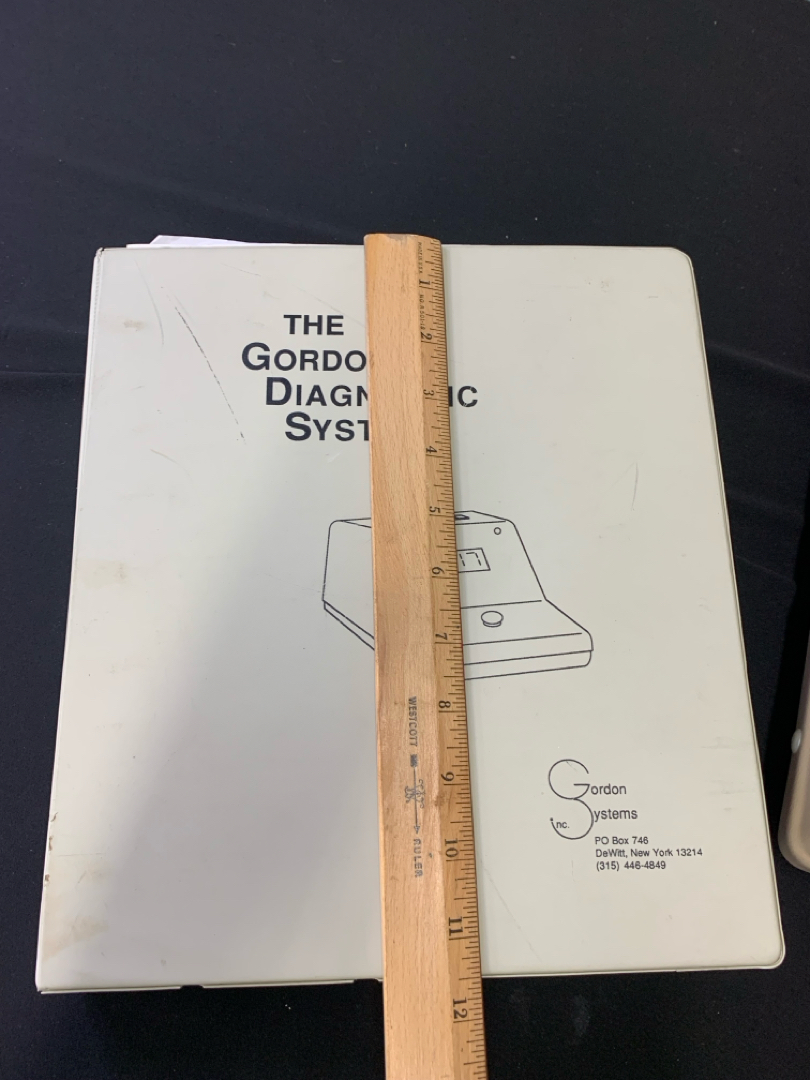 THE
GORDO
DIAGN IC
SYST
1
2
3
4
5
6
7
8
9
10
11
12
WESTCOTT
RULER
Gordon
Systems
inc.
PO Box 746
DeWitt, New York 13214
(315) 446-4849